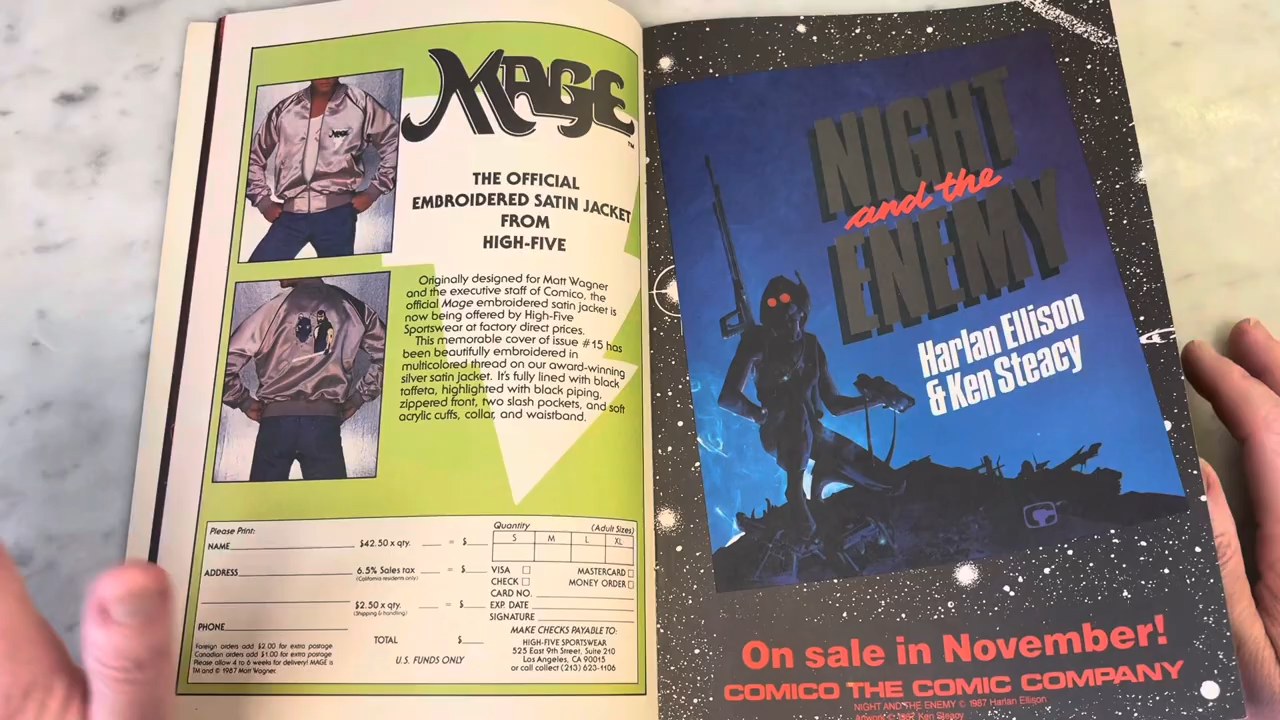 MAGE
TM
THE OFFICIAL
EMBROIDERED SATIN JACKET
FROM
HIGH-FIVE
Originally designed for Matt Wagner
and the executive staff of Comico, the
official Mage embroidered satin jacket is
now being offered by High-Five
Sportswear at factory direct prices.
This memorable cover of issue #15 has
been beautifully embroidered in
multicolored thread on our award-winning
silver satin jacket. It's fully lined with black
taffeta, highlighted with black piping,
zippered front, two slash pockets, and soft
acrylic cuffs, collar, and waistband.
Please Print:
NAME
ADDRESS
PHONE
Foreign orders add $2.00 for extra postage.
Canadian orders add $1.00 for extra postage.
Please allow 4 to 6 weeks for delivery! MAGE is
TM and © 1987 Matt Wagner.
$42.50 x qty. = $
6.5% Sales tax = $
(California residents only)
$2.50 x qty. = $
(Shipping & handling)
TOTAL $
U.S. FUNDS ONLY
Quantity (Adult Sizes)
S M L XL
VISA MASTERCARD
CHECK MONEY ORDER
CARD NO.
EXP. DATE
SIGNATURE
MAKE CHECKS PAYABLE TO:
HIGH-FIVE SPORTSWEAR
525 East 9th Street, Suite 210
Los Angeles, CA 90015
or call collect (213) 623-1106
NIGHT
and the
ENEMY
Harlan Ellison
& Ken Steacy
On sale in November!
COMICO THE COMIC COMPANY
NIGHT AND THE ENEMY © 1987 Harlan Ellison
Artwork © 1987 Ken Steacy